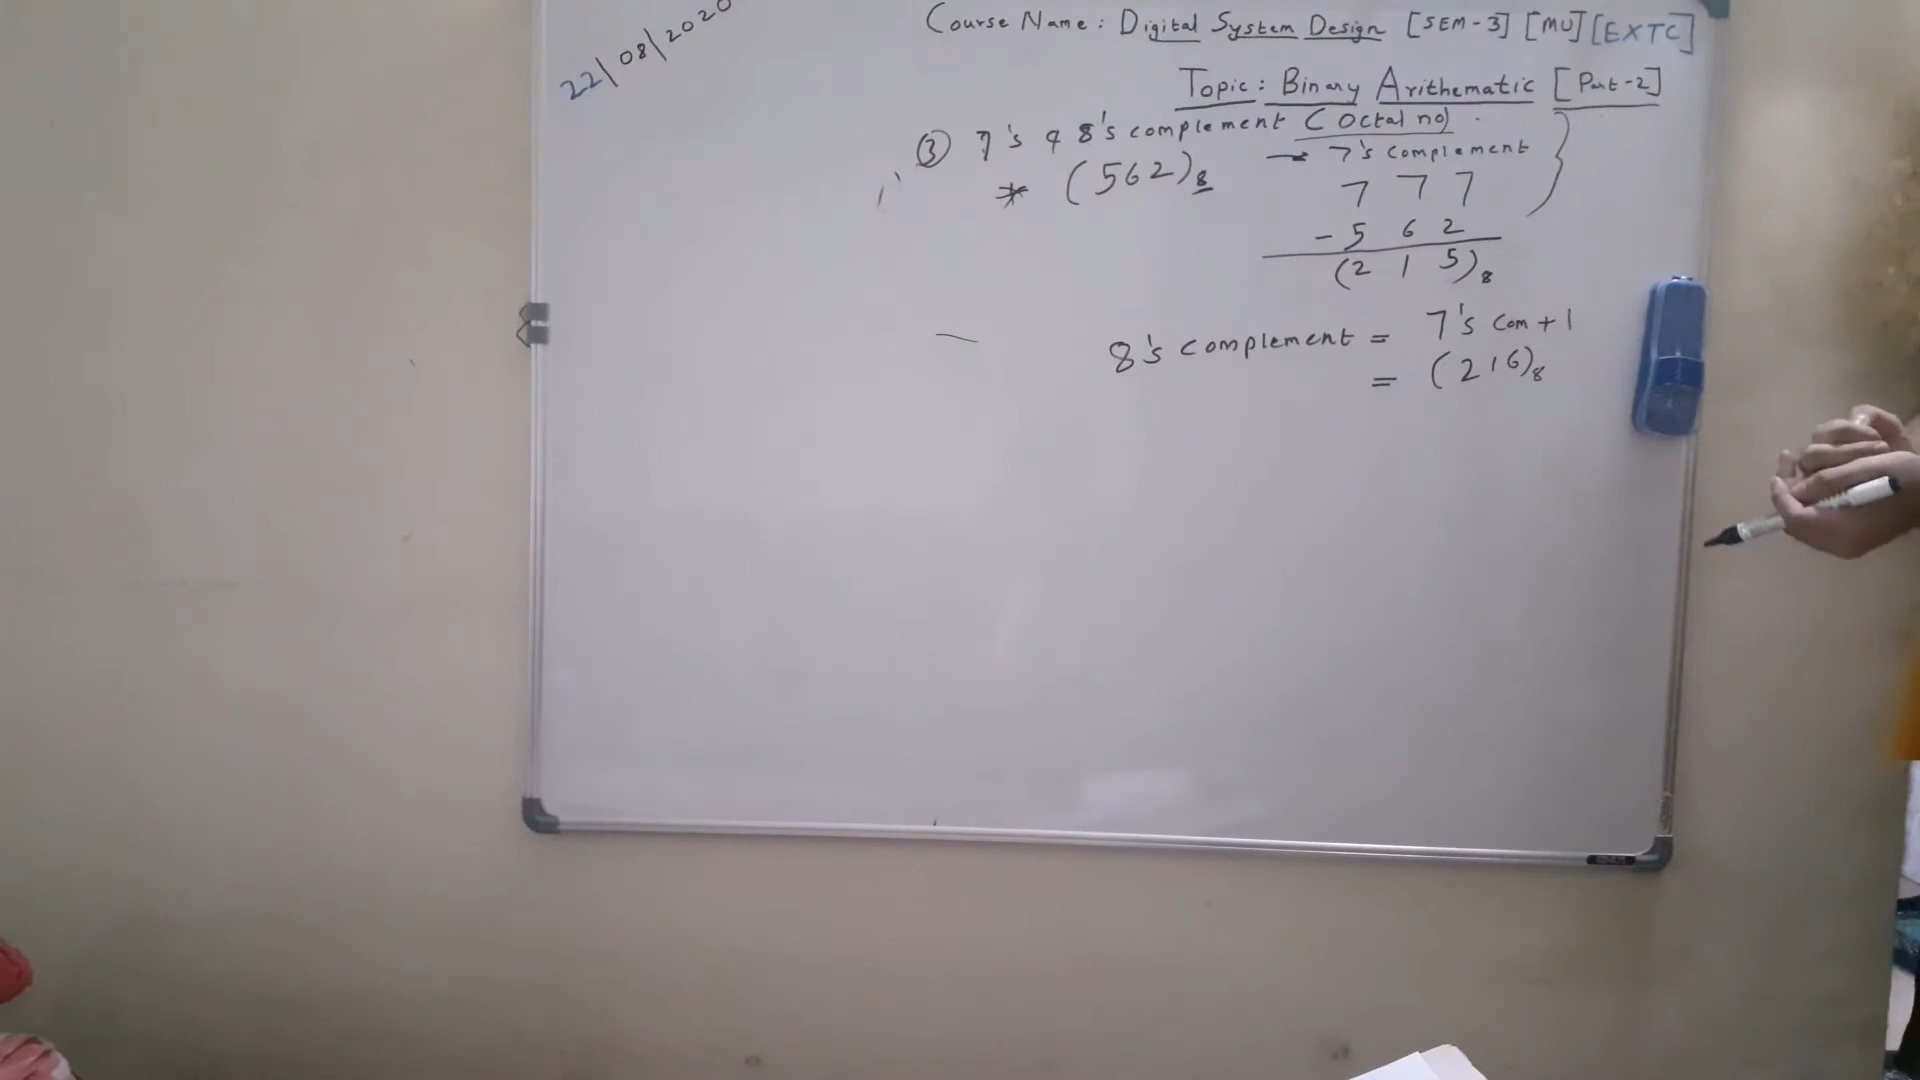 22/08/2020
Course Name : Digital System Design [SEM-3] [MU] [EXTC]
Topic : Binary Arithematic [Part-2]
③ 7's & 8's complement (Octal no)
* (562)₈ → 7's complement
7 7 7
- 5 6 2
(2 1 5)₈
8's complement = 7's com + 1
= (216)₈